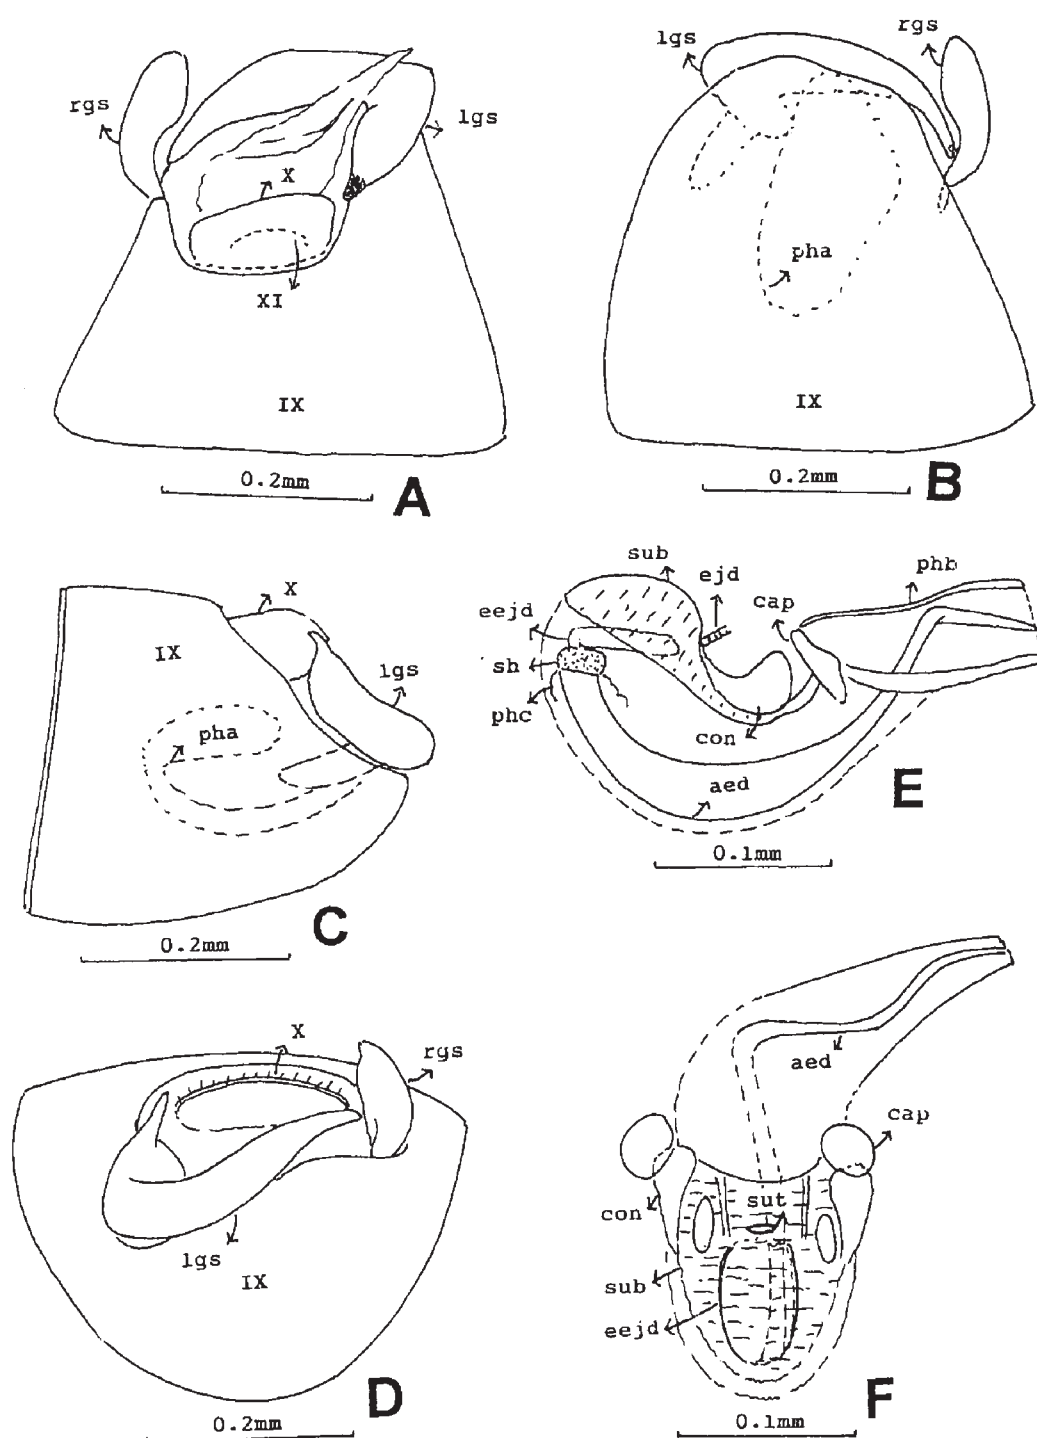 rgs
lgs
X
XI
IX
0.2mm
A
lgs
rgs
pha
IX
0.2mm
B
X
IX
lgs
pha
0.2mm
C
sub
ejd
phb
eejd
cap
sh
phc
con
aed
E
0.1mm
X
rgs
lgs
IX
D
0.2mm
aed
cap
con
sut
sub
eejd
F
0.1mm